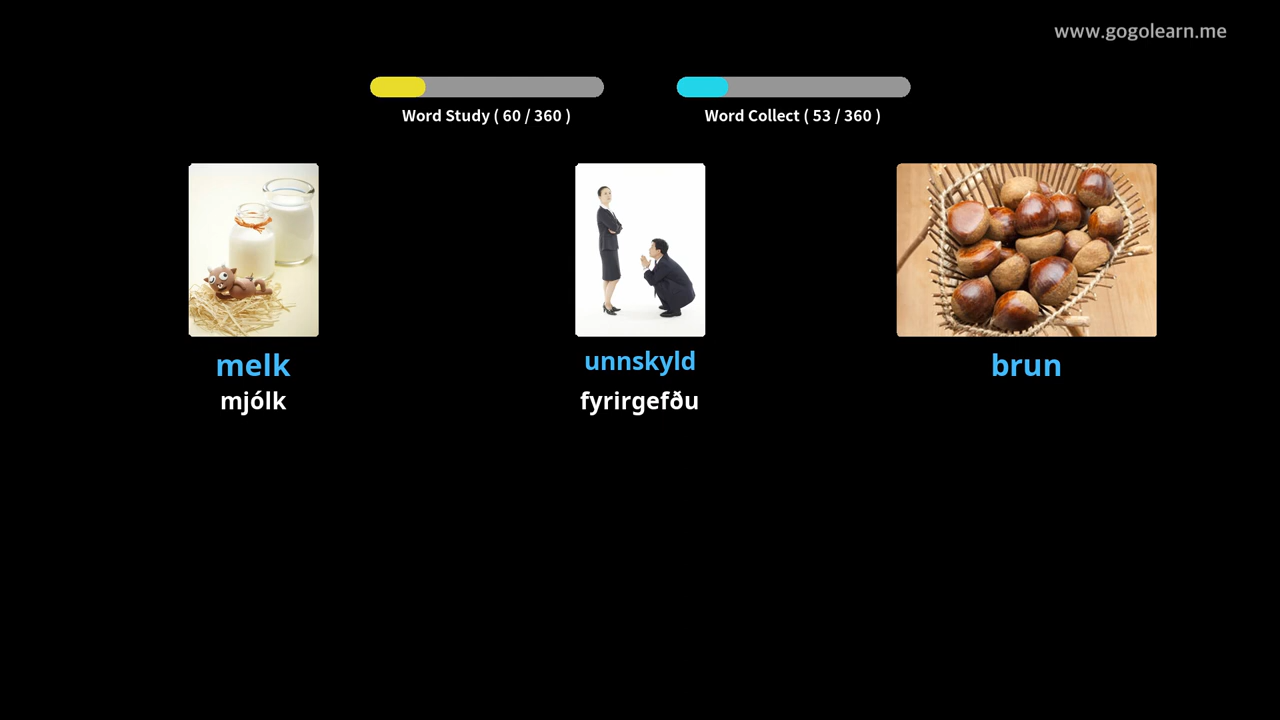 www.gogolearn.me
Word Study ( 60 / 360 )
Word Collect ( 53 / 360 )
melk
mjólk
unnskyld
fyrirgefðu
brun